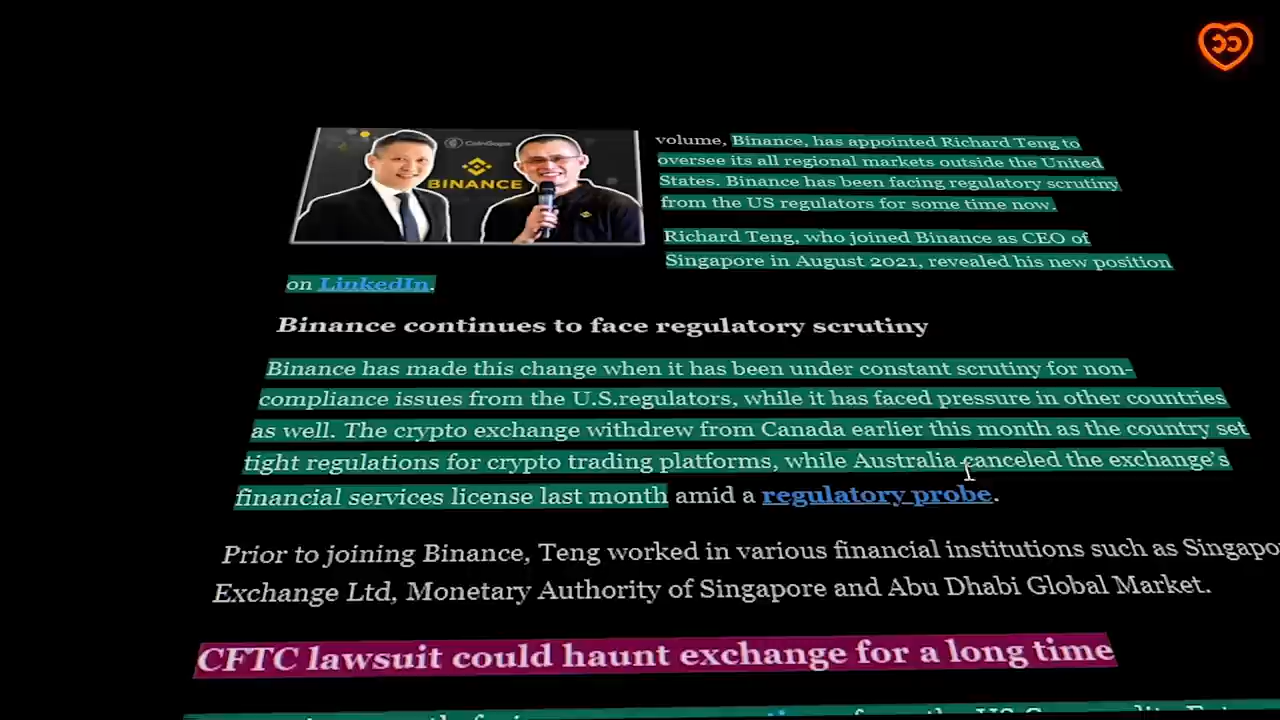 CoinGape
BINANCE
volume, Binance, has appointed Richard Teng to
oversee its all regional markets outside the United
States. Binance has been facing regulatory scrutiny
from the US regulators for some time now.
Richard Teng, who joined Binance as CEO of
Singapore in August 2021, revealed his new position
on LinkedIn.
Binance continues to face regulatory scrutiny
Binance has made this change when it has been under constant scrutiny for non-
compliance issues from the U.S.regulators, while it has faced pressure in other countries
as well. The crypto exchange withdrew from Canada earlier this month as the country set
tight regulations for crypto trading platforms, while Australia canceled the exchange's
financial services license last month amid a regulatory probe.
Prior to joining Binance, Teng worked in various financial institutions such as Singapo
Exchange Ltd, Monetary Authority of Singapore and Abu Dhabi Global Market.
CFTC lawsuit could haunt exchange for a long time